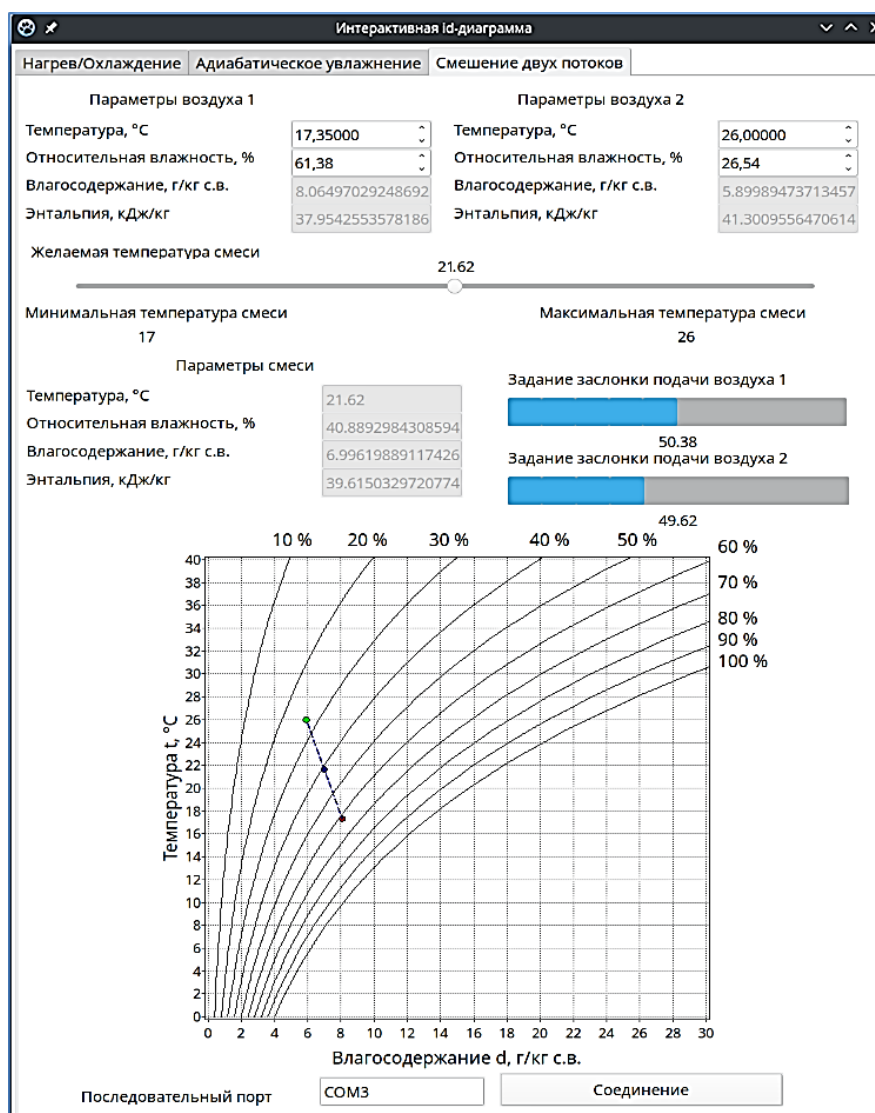 Интерактивная id-диаграмма
Нагрев/Охлаждение Адиабатическое увлажнение Смешение двух потоков
Параметры воздуха 1 Параметры воздуха 2
Температура, °C 17,35000 Температура, °C 26,00000
Относительная влажность, % 61,38 Относительная влажность, % 26,54
Влагосодержание, г/кг с.в. 8.06497029248692 Влагосодержание, г/кг с.в. 5.89989473713457
Энтальпия, кДж/кг 37.9542553578186 Энтальпия, кДж/кг 41.3009556470614
Желаемая температура смеси
21.62
Минимальная температура смеси Максимальная температура смеси
17 26
Параметры смеси
Задание заслонки подачи воздуха 1
Температура, °C 21.62
Относительная влажность, % 40.8892984308594
50.38
Влагосодержание, г/кг с.в. 6.99619889117426
Задание заслонки подачи воздуха 2
Энтальпия, кДж/кг 39.6150329720774
49.62
10 % 20 % 30 % 40 % 50 % 60 %
70 %
80 %
90 %
100 %
40
38
36
34
32
30
28
26
24
22
20
18
16
14
12
10
8
6
4
2
0
Температура t, °C
0 2 4 6 8 10 12 14 16 18 20 22 24 26 28 30
Влагосодержание d, г/кг с.в.
Последовательный порт COM3 Соединение